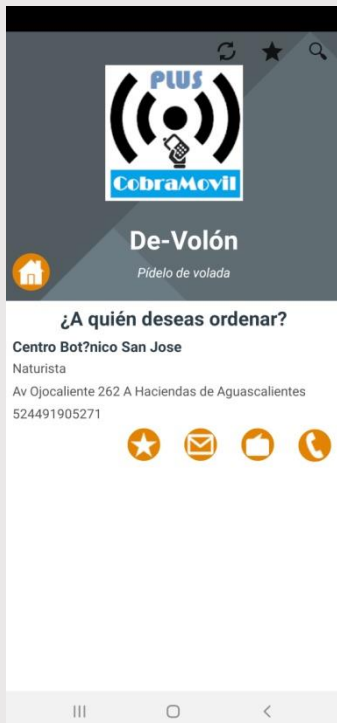 PLUS
CobraMovil
De-Volón
Pídelo de volada
¿A quién deseas ordenar?
Centro Bot?nico San Jose
Naturista
Av Ojocaliente 262 A Haciendas de Aguascalientes
524491905271